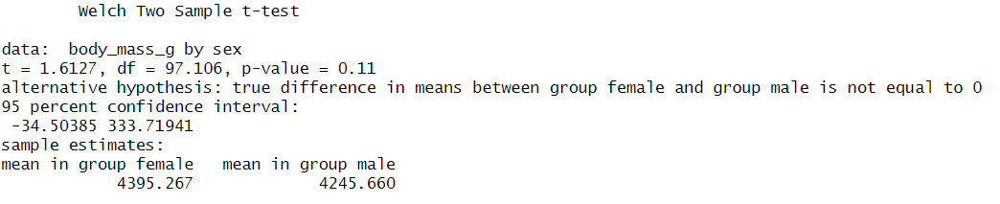 Welch Two Sample t-test
data:  body_mass_g by sex
t = 1.6127, df = 97.106, p-value = 0.11
alternative hypothesis: true difference in means between group female and group male is not equal to 0
95 percent confidence interval:
 -34.50385 333.71941
sample estimates:
mean in group female   mean in group male
            4395.267             4245.660